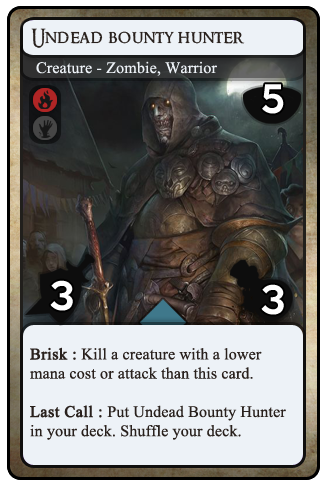 Undead bounty hunter
Creature - Zombie, Warrior
5
3
3
Brisk : Kill a creature with a lower
mana cost or attack than this card.
Last Call : Put Undead Bounty Hunter
in your deck. Shuffle your deck.